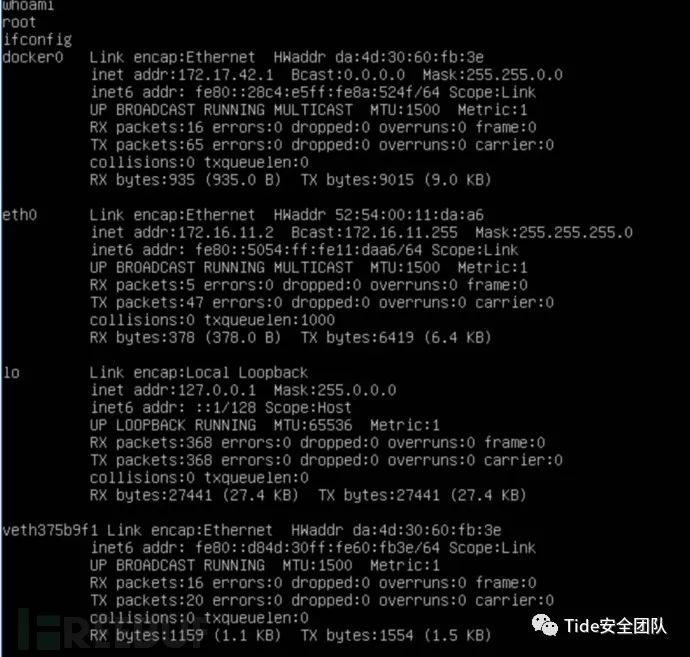 whoami
root
ifconfig
docker0 Link encap:Ethernet HWaddr da:4d:30:60:fb:3e
inet addr:172.17.42.1 Bcast:0.0.0.0 Mask:255.255.0.0
inet6 addr: fe80::28c4:e5ff:fe8a:524f/64 Scope:Link
UP BROADCAST RUNNING MULTICAST MTU:1500 Metric:1
RX packets:16 errors:0 dropped:0 overruns:0 frame:0
TX packets:65 errors:0 dropped:0 overruns:0 carrier:0
collisions:0 txqueuelen:0
RX bytes:935 (935.0 B) TX bytes:9015 (9.0 KB)
eth0 Link encap:Ethernet HWaddr 52:54:00:11:da:a6
inet addr:172.16.11.2 Bcast:172.16.11.255 Mask:255.255.255.0
inet6 addr: fe80::5054:ff:fe11:daa6/64 Scope:Link
UP BROADCAST RUNNING MULTICAST MTU:1500 Metric:1
RX packets:5 errors:0 dropped:0 overruns:0 frame:0
TX packets:47 errors:0 dropped:0 overruns:0 carrier:0
collisions:0 txqueuelen:1000
RX bytes:378 (378.0 B) TX bytes:6419 (6.4 KB)
lo Link encap:Local Loopback
inet addr:127.0.0.1 Mask:255.0.0.0
inet6 addr: ::1/128 Scope:Host
UP LOOPBACK RUNNING MTU:65536 Metric:1
RX packets:368 errors:0 dropped:0 overruns:0 frame:0
TX packets:368 errors:0 dropped:0 overruns:0 carrier:0
collisions:0 txqueuelen:0
RX bytes:27441 (27.4 KB) TX bytes:27441 (27.4 KB)
veth375b9f1 Link encap:Ethernet HWaddr da:4d:30:60:fb:3e
inet6 addr: fe80::d84d:30ff:fe60:fb3e/64 Scope:Link
UP BROADCAST RUNNING MTU:1500 Metric:1
RX packets:16 errors:0 dropped:0 overruns:0 frame:0
TX packets:20 errors:0 dropped:0 overruns:0 carrier:0
collisions:0 txqueuelen:0
RX bytes:1159 (1.1 KB) TX bytes:1554 (1.5 KB)
Tide安全团队